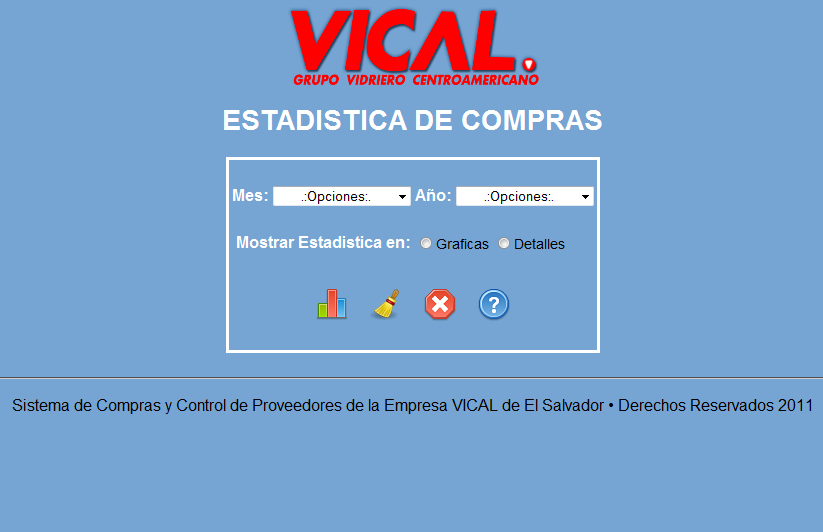 VICAL.
GRUPO VIDRIERO CENTROAMERICANO
ESTADISTICA DE COMPRAS
Mes: .:Opciones:. Año: .:Opciones:.
Mostrar Estadistica en: Graficas Detalles
?
Sistema de Compras y Control de Proveedores de la Empresa VICAL de El Salvador • Derechos Reservados 2011